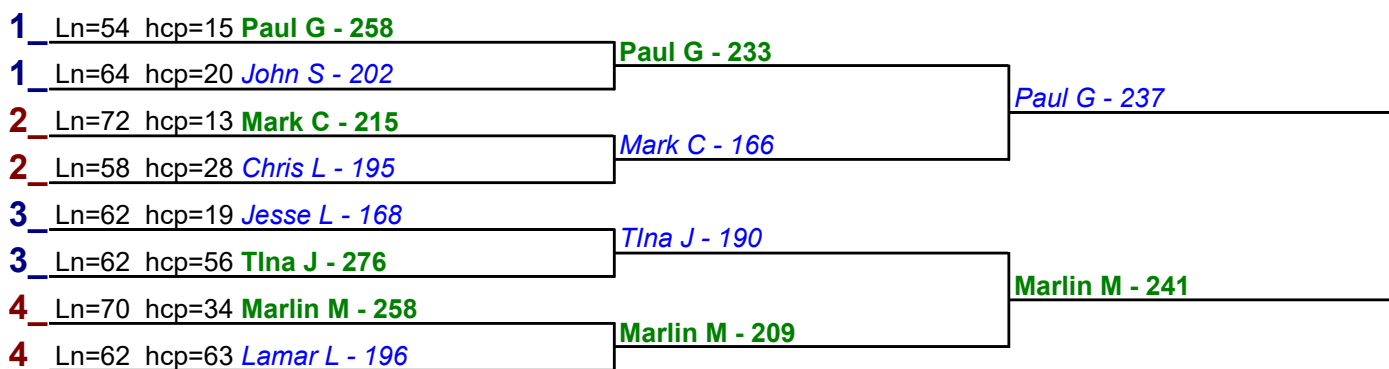 1_ Ln=54 hcp=15 Paul G - 258
Paul G - 233
1_ Ln=64 hcp=20 John S - 202
Paul G - 237
2_ Ln=72 hcp=13 Mark C - 215
Mark C - 166
2_ Ln=58 hcp=28 Chris L - 195
3_ Ln=62 hcp=19 Jesse L - 168
TIna J - 190
3_ Ln=62 hcp=56 TIna J - 276
Marlin M - 241
4_ Ln=70 hcp=34 Marlin M - 258
Marlin M - 209
4 Ln=62 hcp=63 Lamar L - 196